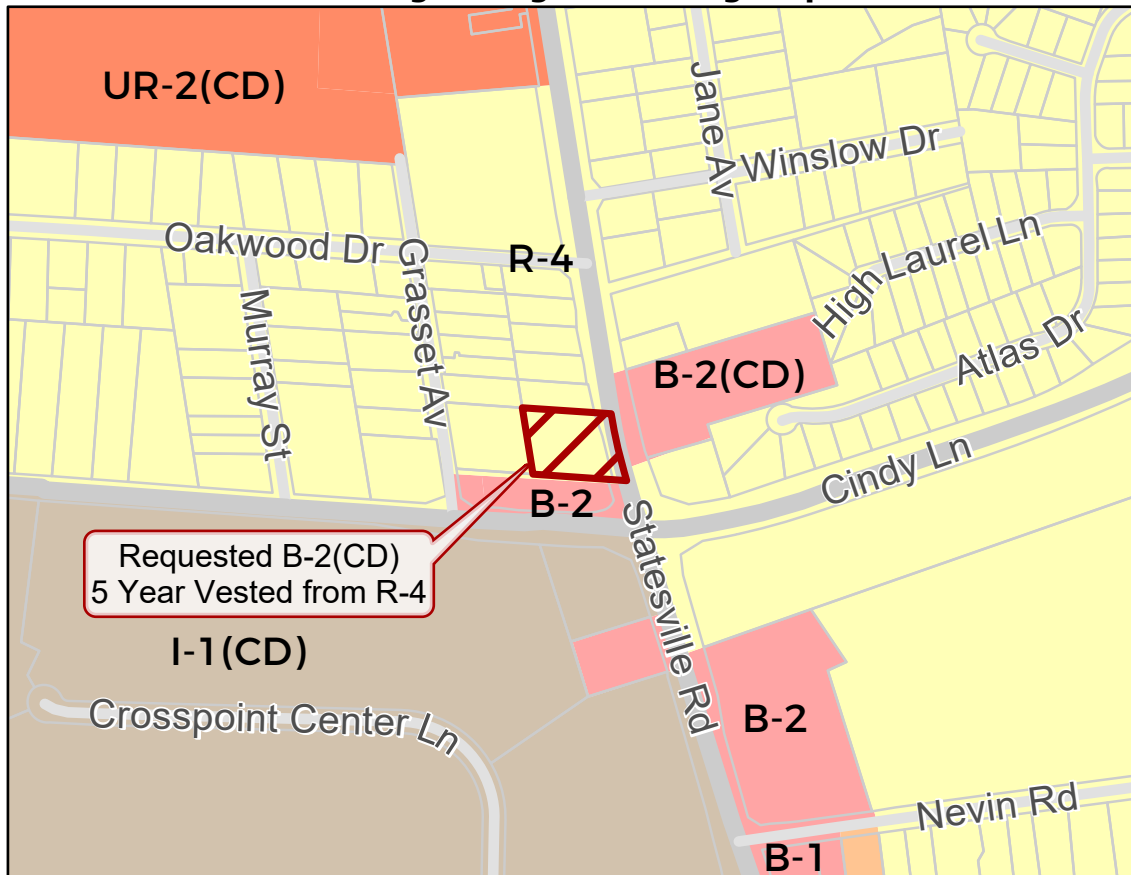 UR-2(CD)
Jane Av
Winslow Dr
Oakwood Dr
Grasset Av
R-4
High Laurel Ln
Murray St
B-2(CD)
Atlas Dr
Cindy Ln
B-2
Statesville Rd
Requested B-2(CD)
5 Year Vested from R-4
I-1(CD)
Crosspoint Center Ln
B-2
Nevin Rd
B-1